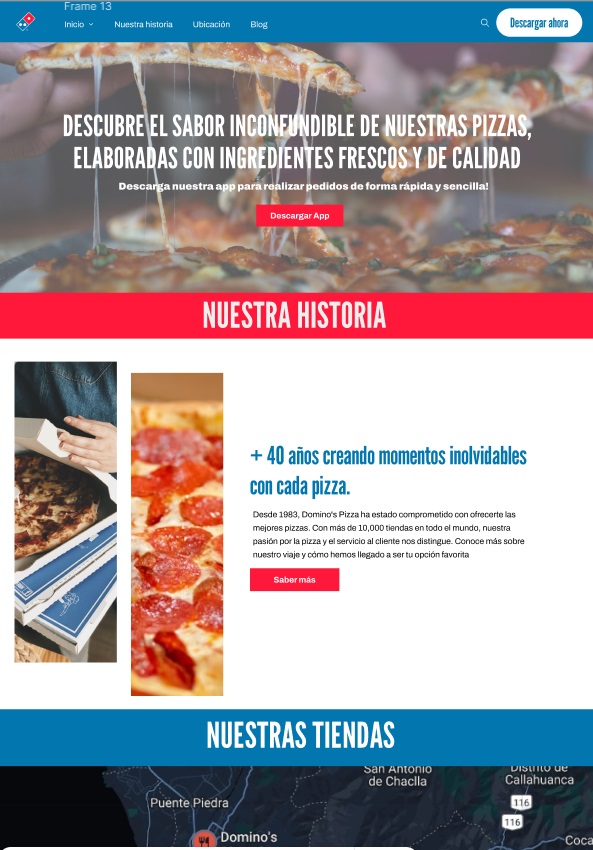 Frame 13
Inicio
Nuestra historia
Ubicación
Blog
Descargar ahora
DESCUBRE EL SABOR INCONFUNDIBLE DE NUESTRAS PIZZAS,
ELABORADAS CON INGREDIENTES FRESCOS Y DE CALIDAD
Descarga nuestra app para realizar pedidos de forma rápida y sencilla!
Descargar App
NUESTRA HISTORIA
+ 40 años creando momentos inolvidables
con cada pizza.
Desde 1983, Domino's Pizza ha estado comprometido con ofrecerte las
mejores pizzas. Con más de 10,000 tiendas en todo el mundo, nuestra
pasión por la pizza y el servicio al cliente nos distingue. Conoce más sobre
nuestro viaje y cómo hemos llegado a ser tu opción favorita
Saber más
NUESTRAS TIENDAS
San Antonio
de Chaclla
Distrito de
Callahuanca
Puente Piedra
116
116
Domino's
Coca